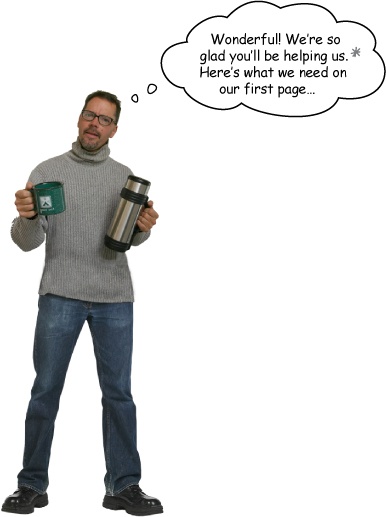 Wonderful! We're so
glad you'll be helping us.*
Here's what we need on
our first page...